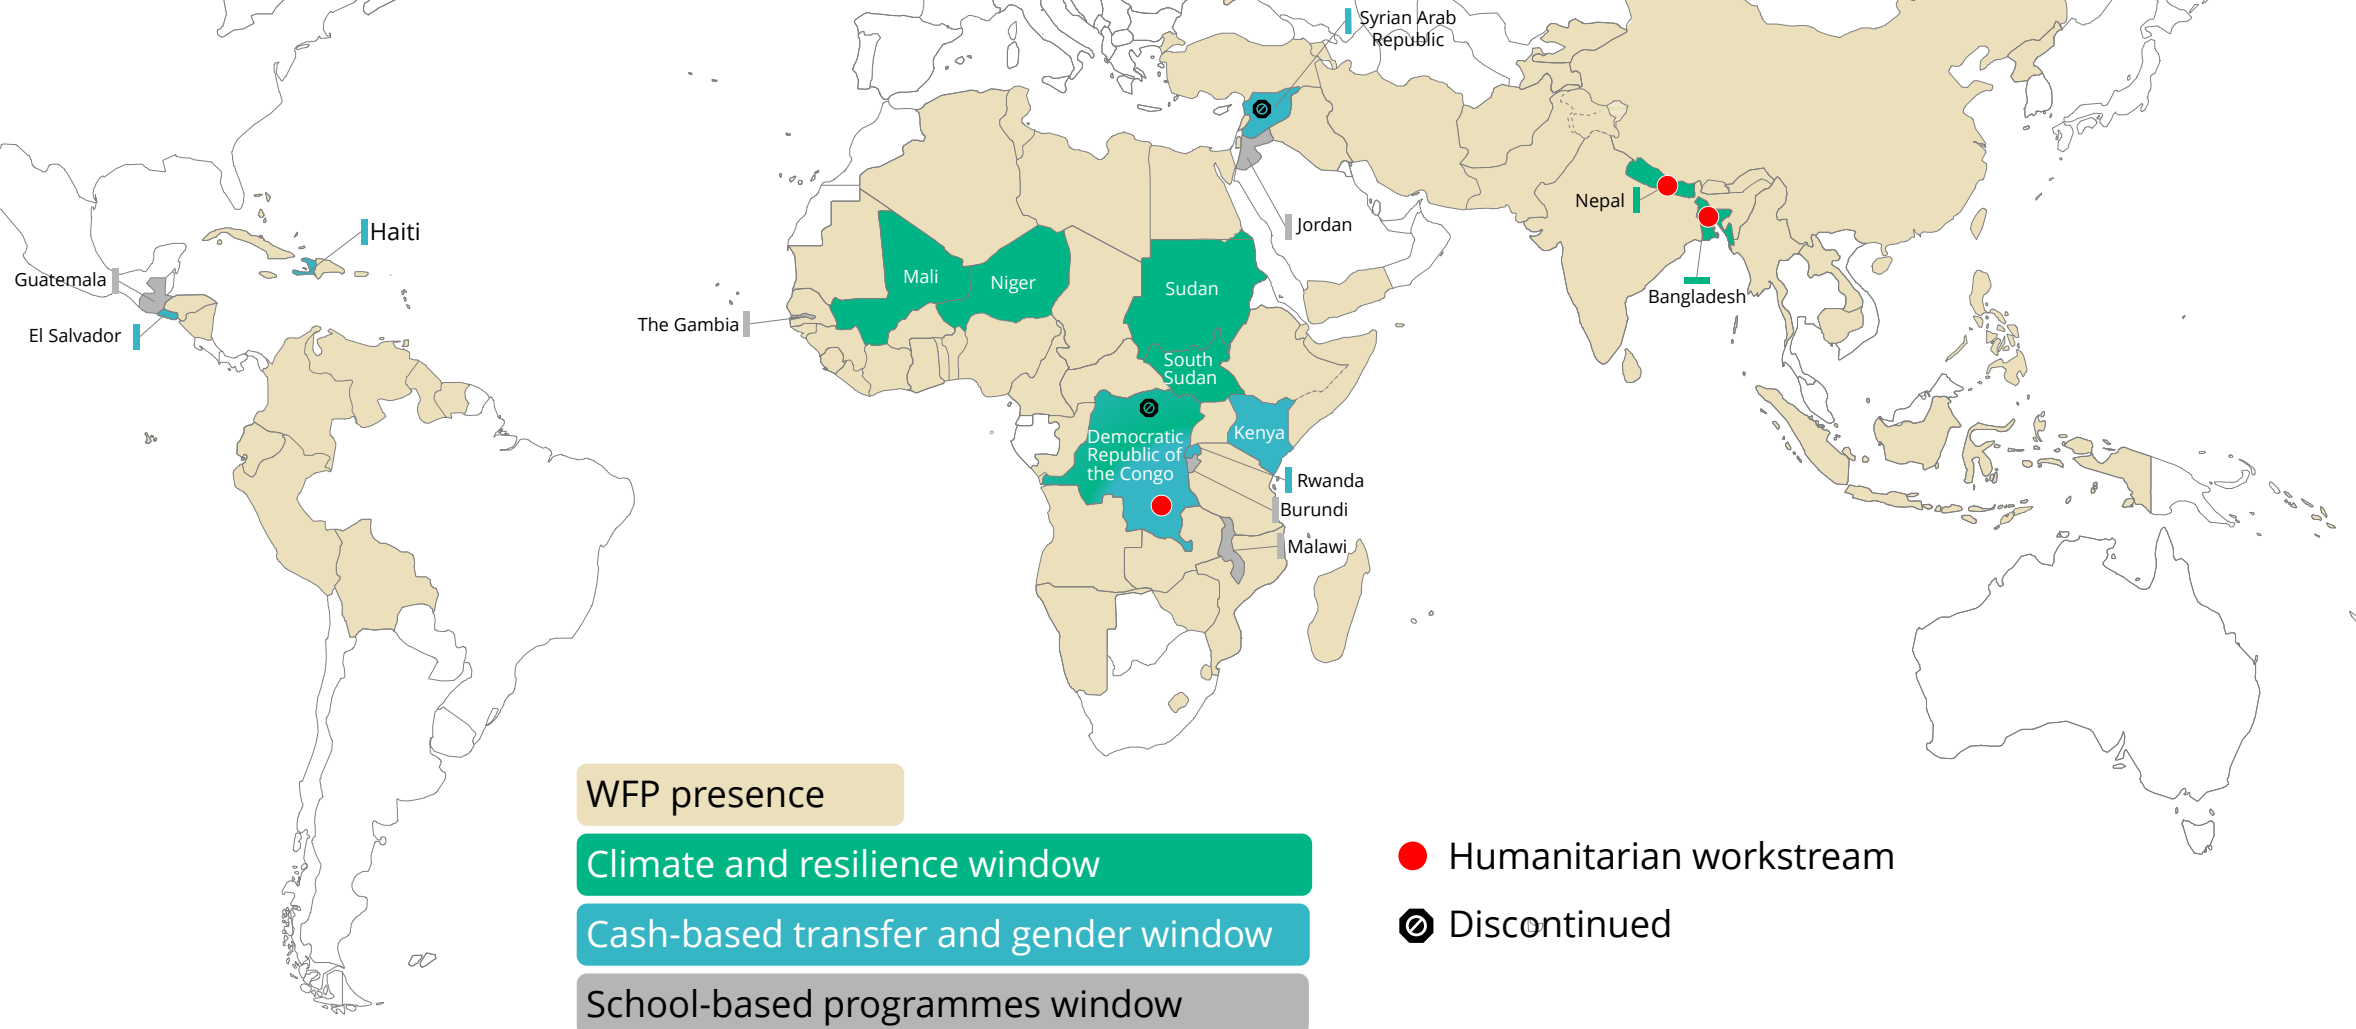 Syrian Arab
Republic
Haiti
Guatemala
El Salvador
The Gambia
Mali
Niger
Sudan
South
Sudan
Democratic
Republic of
the Congo
Kenya
Jordan
Rwanda
Burundi
Malawi
Nepal
Bangladesh
WFP presence
Climate and resilience window
Cash-based transfer and gender window
School-based programmes window
Humanitarian workstream
Discontinued